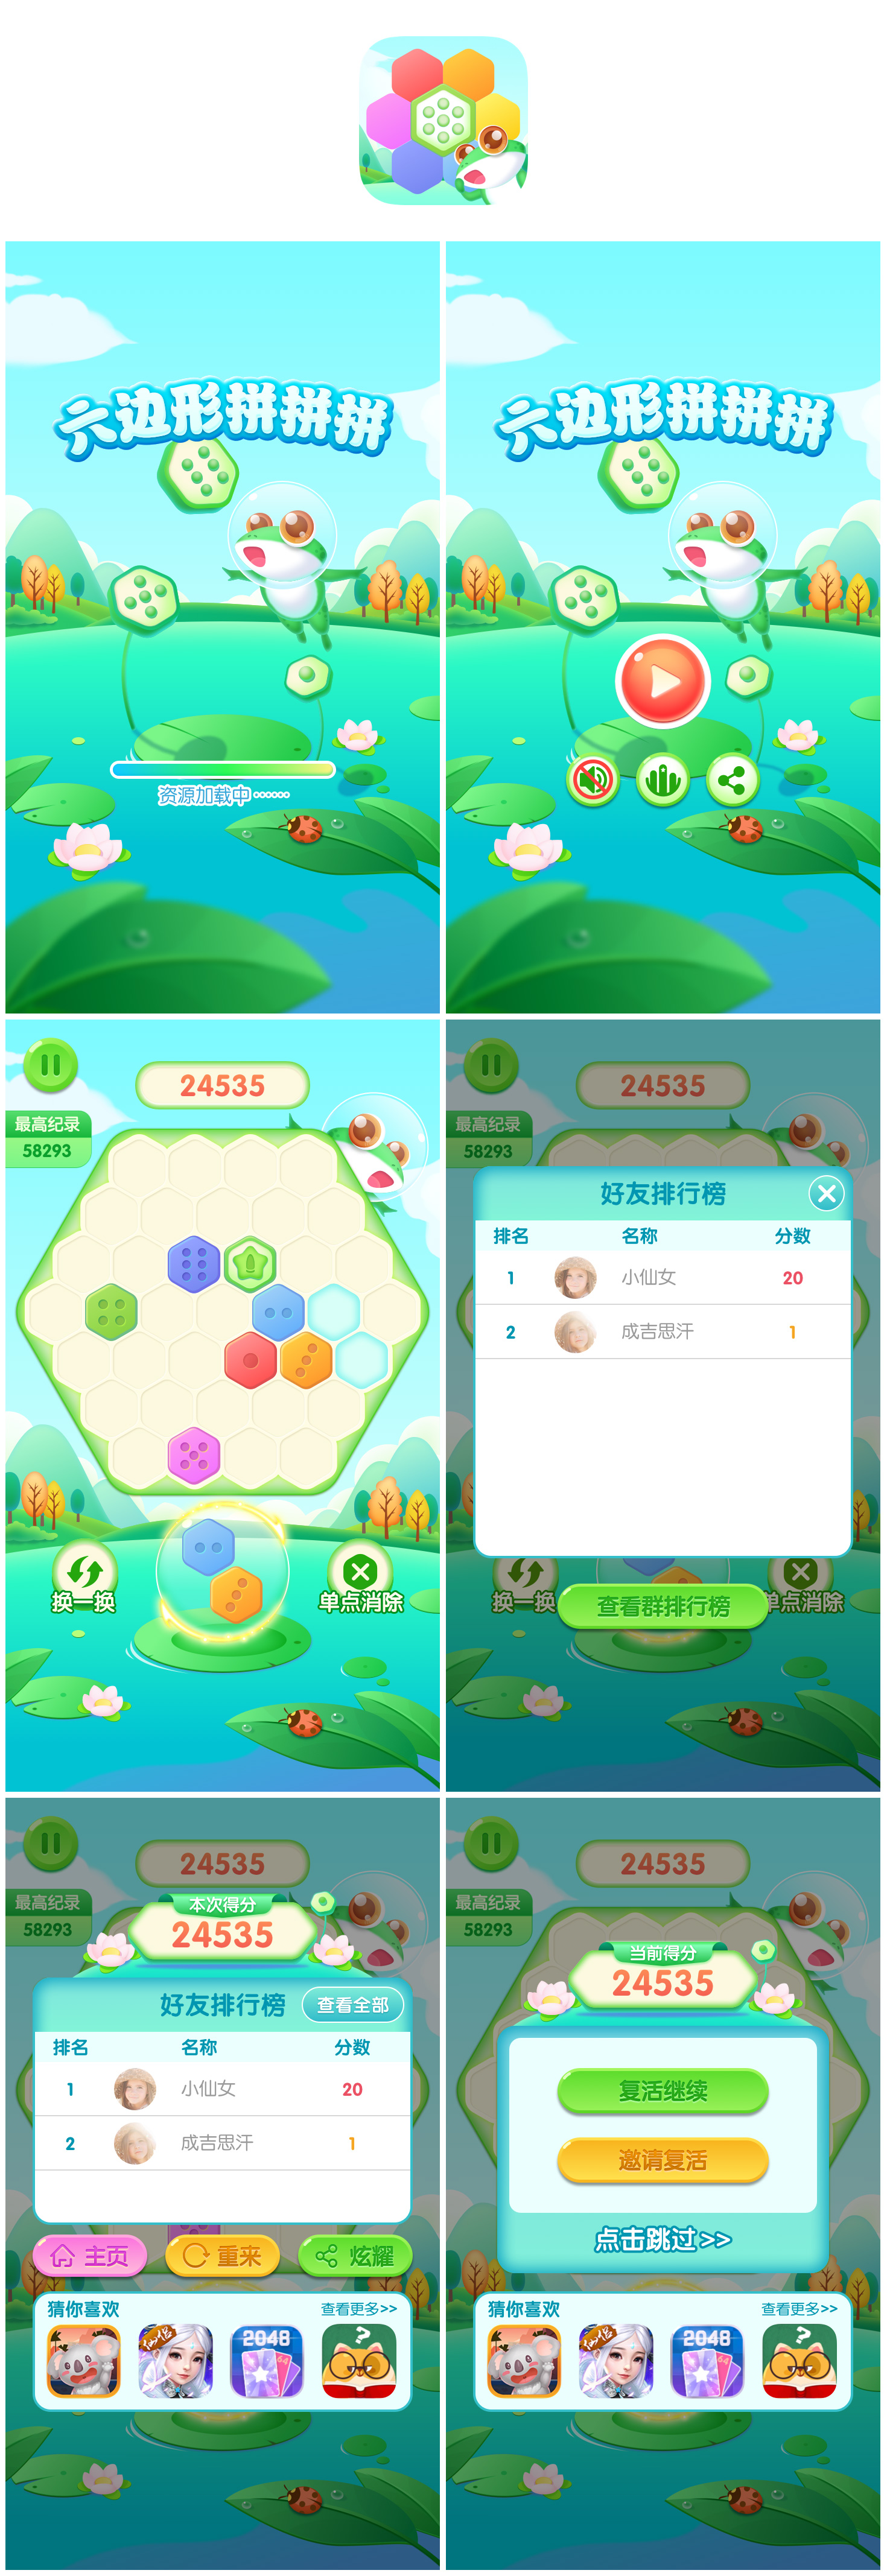 六边形拼拼拼
资源加载中······
六边形拼拼拼
24535
最高纪录
58293
换一换
单点消除
24535
最高纪录
58293
好友排行榜
排名 名称 分数
1 小仙女 20
2 成吉思汗 1
换一换
单点消除
查看群排行榜
24535
最高纪录
58293
本次得分
24535
好友排行榜 查看全部
排名 名称 分数
1 小仙女 20
2 成吉思汗 1
主页 重来 炫耀
猜你喜欢 查看更多>>
仙侣
2048
64
?
24535
最高纪录
58293
当前得分
24535
复活继续
邀请复活
点击跳过>>
猜你喜欢 查看更多>>
仙侣
2048
64
?